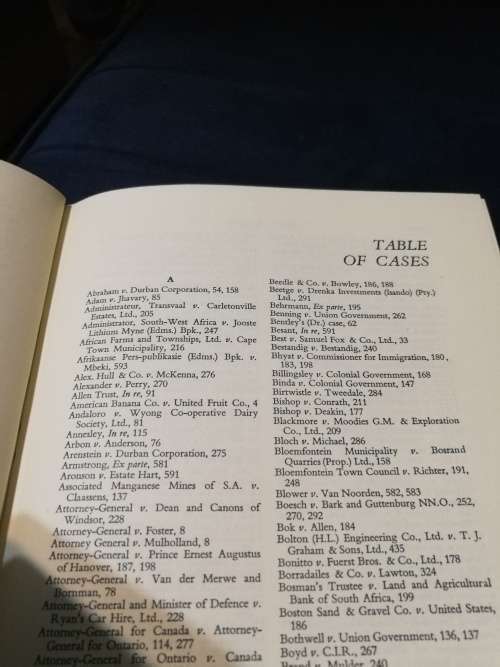 TABLE
OF CASES
A
Abraham v. Durban Corporation, 54, 158
Adam v. Jhavary, 85
Administrateur, Transvaal v. Carletonville
Estates, Ltd., 205
Administrator, South-West Africa v. Jooste
Lithium Myne (Edms.) Bpk., 247
African Farms and Townships, Ltd. v. Cape
Town Municipality, 216
Afrikaanse Pers-publikasie (Edms.) Bpk. v.
Mbeki, 593
Alex. Hull & Co. v. McKenna, 276
Alexander v. Perry, 270
Allen Trust, In re, 91
American Banana Co. v. United Fruit Co., 4
Andaloro v. Wyong Co-operative Dairy
Society, Ltd., 81
Annesley, In re, 115
Arbon v. Anderson, 76
Arenstein v. Durban Corporation, 275
Armstrong, Ex parte, 581
Aronson v. Estate Hart, 591
Associated Manganese Mines of S.A. v.
Claassens, 137
Attorney-General v. Dean and Canons of
Windsor, 228
Attorney-General v. Foster, 8
Attorney General v. Mulholland, 8
Attorney-General v. Prince Ernest Augustus
of Hanover, 187, 198
Attorney-General v. Van der Merwe and
Bornman, 78
Attorney-General and Minister of Defence v.
Ryan's Car Hire, Ltd., 228
Attorney-General for Canada v. Attorney-
General for Ontario, 114, 277
Attorney-General for Ontario v. Canada
Beedle & Co. v. Bowley, 186, 188
Beetge v. Drenka Investments (Isando) (Pty.)
Ltd., 291
Behrmann, Ex parte, 195
Benning v. Union Government, 262
Bentley's (Dr.) case, 62
Besant, In re, 591
Best v. Samuel Fox & Co., Ltd., 33
Bestandig v. Bestandig, 240
Bhyat v. Commissioner for Immigration, 180,
183, 198
Billingsley v. Colonial Government, 168
Binda v. Colonial Government, 147
Birtwistle v. Tweedale, 284
Bishop v. Conrath, 211
Bishop v. Deakin, 177
Blackmore v. Moodies G.M. & Exploration
Co., Ltd., 209
Bloch v. Michael, 286
Bloemfontein Municipality v. Bosrand
Quarries (Prop.) Ltd., 158
Bloemfontein Town Council v. Richter, 191,
248
Blower v. Van Noorden, 582, 583
Boesch v. Bark and Guttenburg NN.O., 252,
270, 292
Bok v. Allen, 184
Bolton (H.L.) Engineering Co., Ltd. v. T. J.
Graham & Sons, Ltd., 435
Bonitto v. Fuerst Bros. & Co., Ltd., 178
Borradailes & Co. v. Lawton, 324
Bosman's Trustee v. Land and Agricultural
Bank of South Africa, 199
Boston Sand & Gravel Co. v. United States,
186
Bothwell v. Union Government, 136, 137
Boyd v. C.I.R., 267
Brand v. Mulder, 240